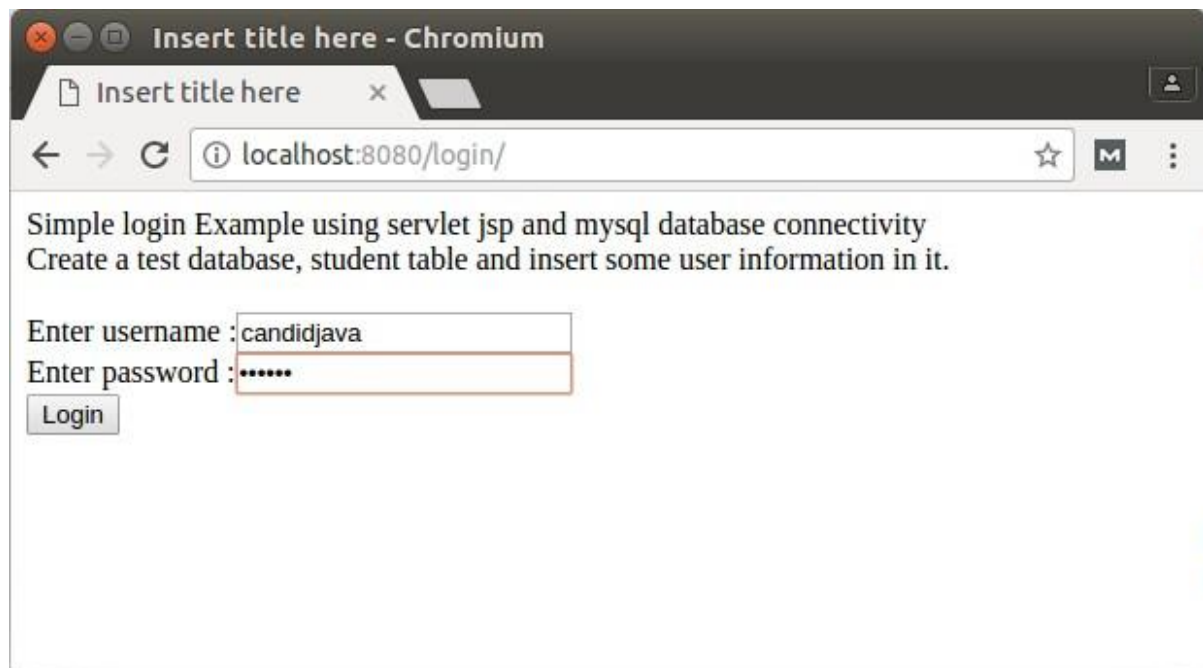 Insert title here - Chromium
Insert title here
localhost:8080/login/
Simple login Example using servlet jsp and mysql database connectivity
Create a test database, student table and insert some user information in it.
Enter username :candidjava
Enter password :••••••
Login